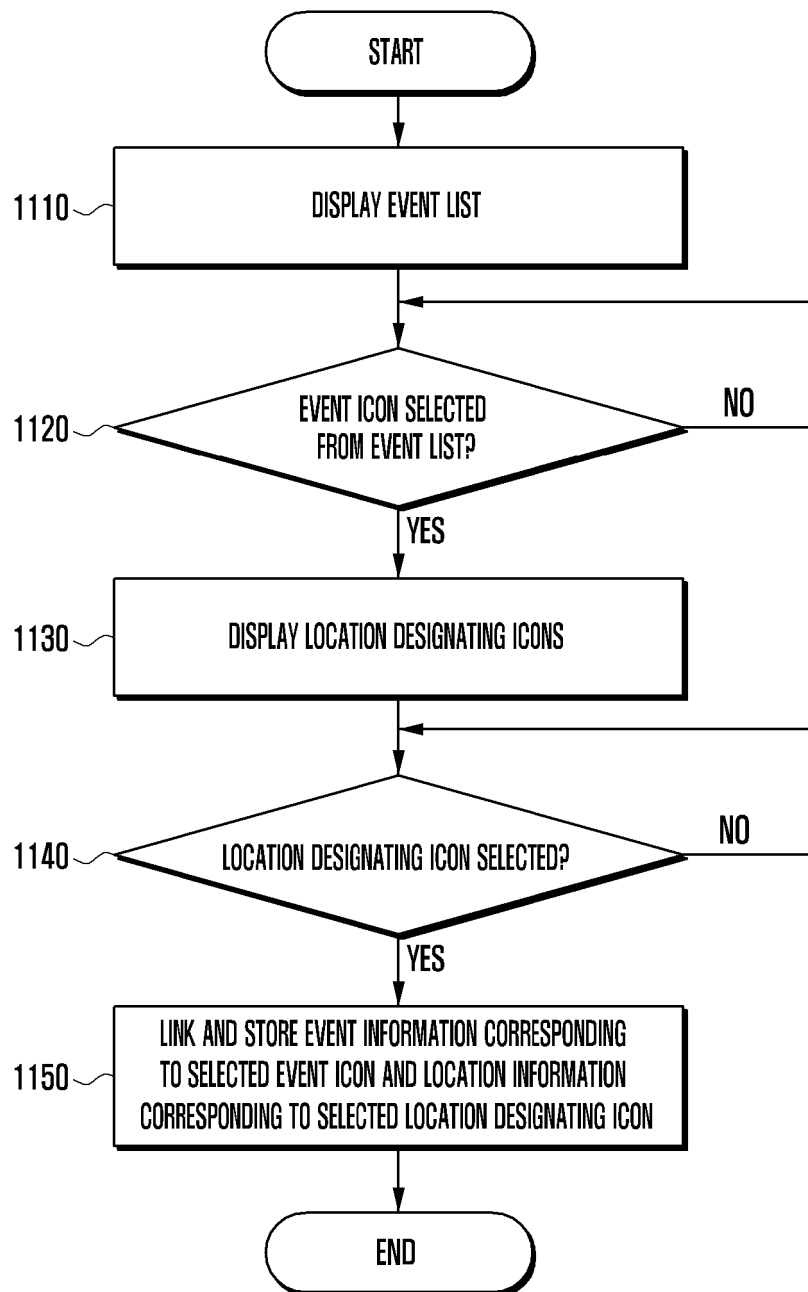 START
1110
DISPLAY EVENT LIST
1120
EVENT ICON SELECTED
FROM EVENT LIST?
NO
YES
1130
DISPLAY LOCATION DESIGNATING ICONS
1140
LOCATION DESIGNATING ICON SELECTED?
NO
YES
1150
LINK AND STORE EVENT INFORMATION CORRESPONDING
TO SELECTED EVENT ICON AND LOCATION INFORMATION
CORRESPONDING TO SELECTED LOCATION DESIGNATING ICON
END